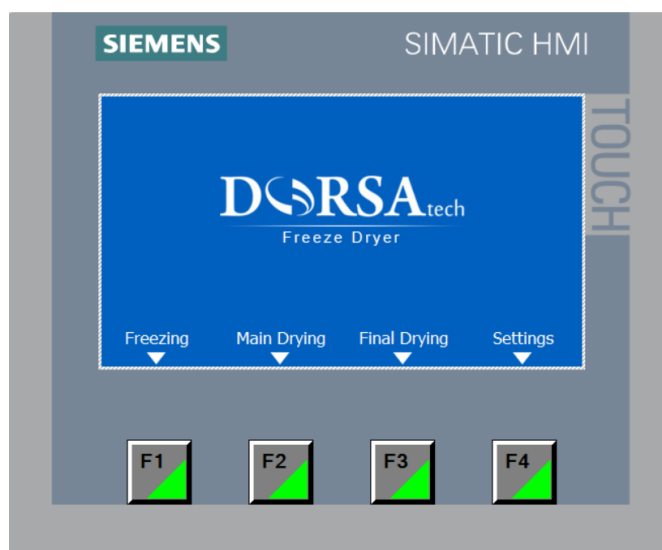 SIEMENS
SIMATIC HMI
TOUCH
DORSAtech
Freeze Dryer
Freezing Main Drying Final Drying Settings
F1 F2 F3 F4